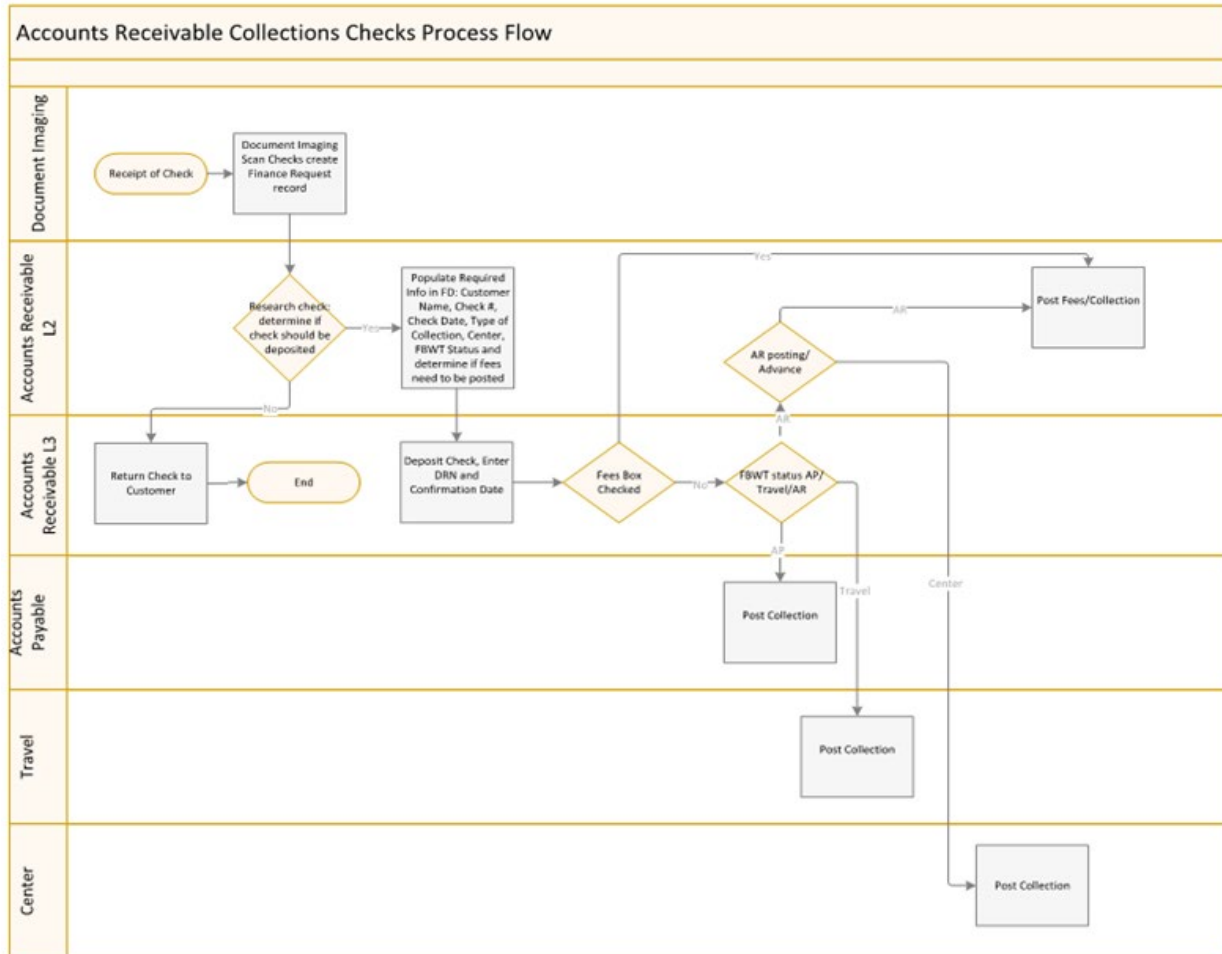 Accounts Receivable Collections Checks Process Flow
Document Imaging
Receipt of Check
Document Imaging
Scan Checks create
Finance Request
record
Accounts Receivable
L2
Research check:
determine if
check should be
deposited
Yes
No
Populate Required
Info in FD: Customer
Name, Check #,
Check Date, Type of
Collection, Center,
FBWT Status and
determine if fees
need to be posted
Yes
Post Fees/Collection
AR
AR posting/
Advance
AR
Accounts
Receivable L3
Return Check to
Customer
End
Deposit Check, Enter
DRN and
Confirmation Date
Fees Box
Checked
No
FBWT status AP/
Travel/AR
AP
Travel
Center
Accounts
Payable
Post Collection
Travel
Post Collection
Center
Post Collection